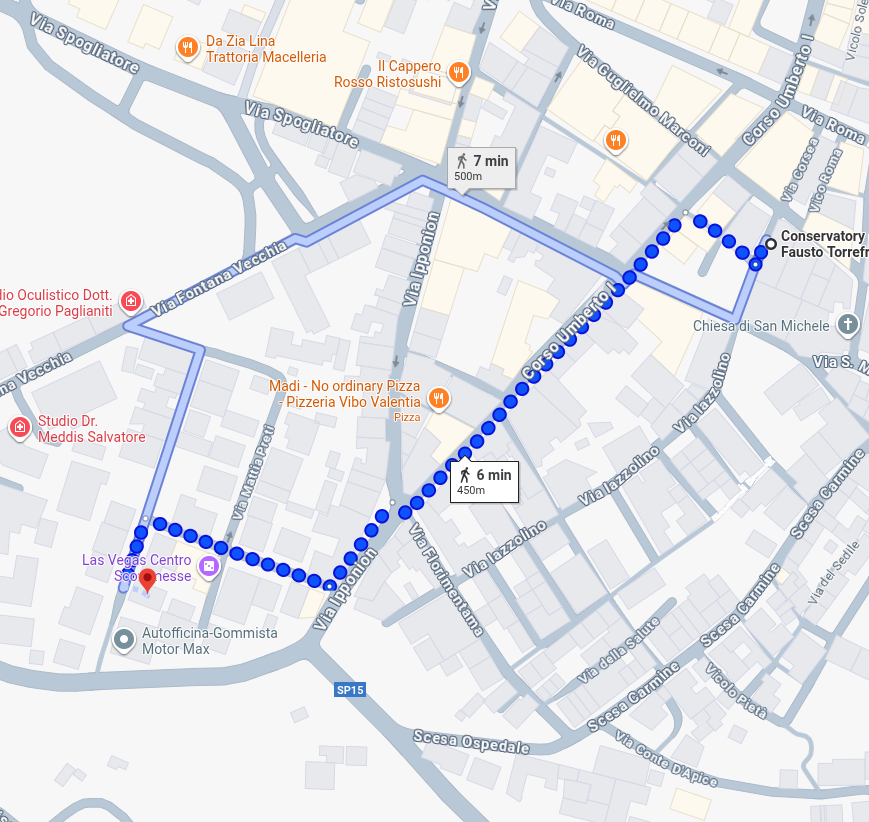 Via Spogliatore
Da Zia Lina
Trattoria Macelleria
Via Roma
Via Guglielmo Marconi
Corso Umberto I
Vicolo Sole
Il Cappero
Rosso Ristosushi
Via Spogliatore
Via Roma
7 min
500m
Via Corsea
Vico Roma
Conservatory
Fausto Torrefr
Via Ipponion
Via Fontana Vecchia
lio Oculistico Dott.
Gregorio Paglianiti
Corso Umberto I
Chiesa di San Michele
Via S. M
na Vecchia
Madi - No ordinary Pizza
- Pizzeria Vibo Valentia
Pizza
Via Iazzolino
Studio Dr.
Meddis Salvatore
Via Mattia Preti
6 min
450m
Via Iazzolino
Scesa Carmine
Via Iazzolino
Las Vegas Centro
Via Florimentama
Via del Sedile
Via Ipponion
Autofficina-Gommista
Motor Max
Scesa Carmine
Via della Salute
SP15
Scesa Carmine
Vicolo Pietà
Scesa Ospedale
Via Conte D'Apice